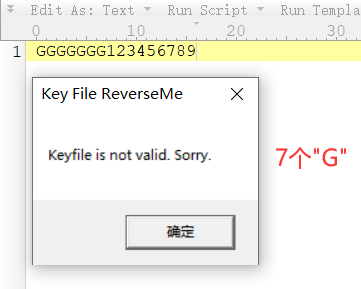 Edit As: Text Run Script Run Templa
0 10 20 30
1 GGGGGGG123456789
Key File ReverseMe
Keyfile is not valid. Sorry.
7个"G"
确定